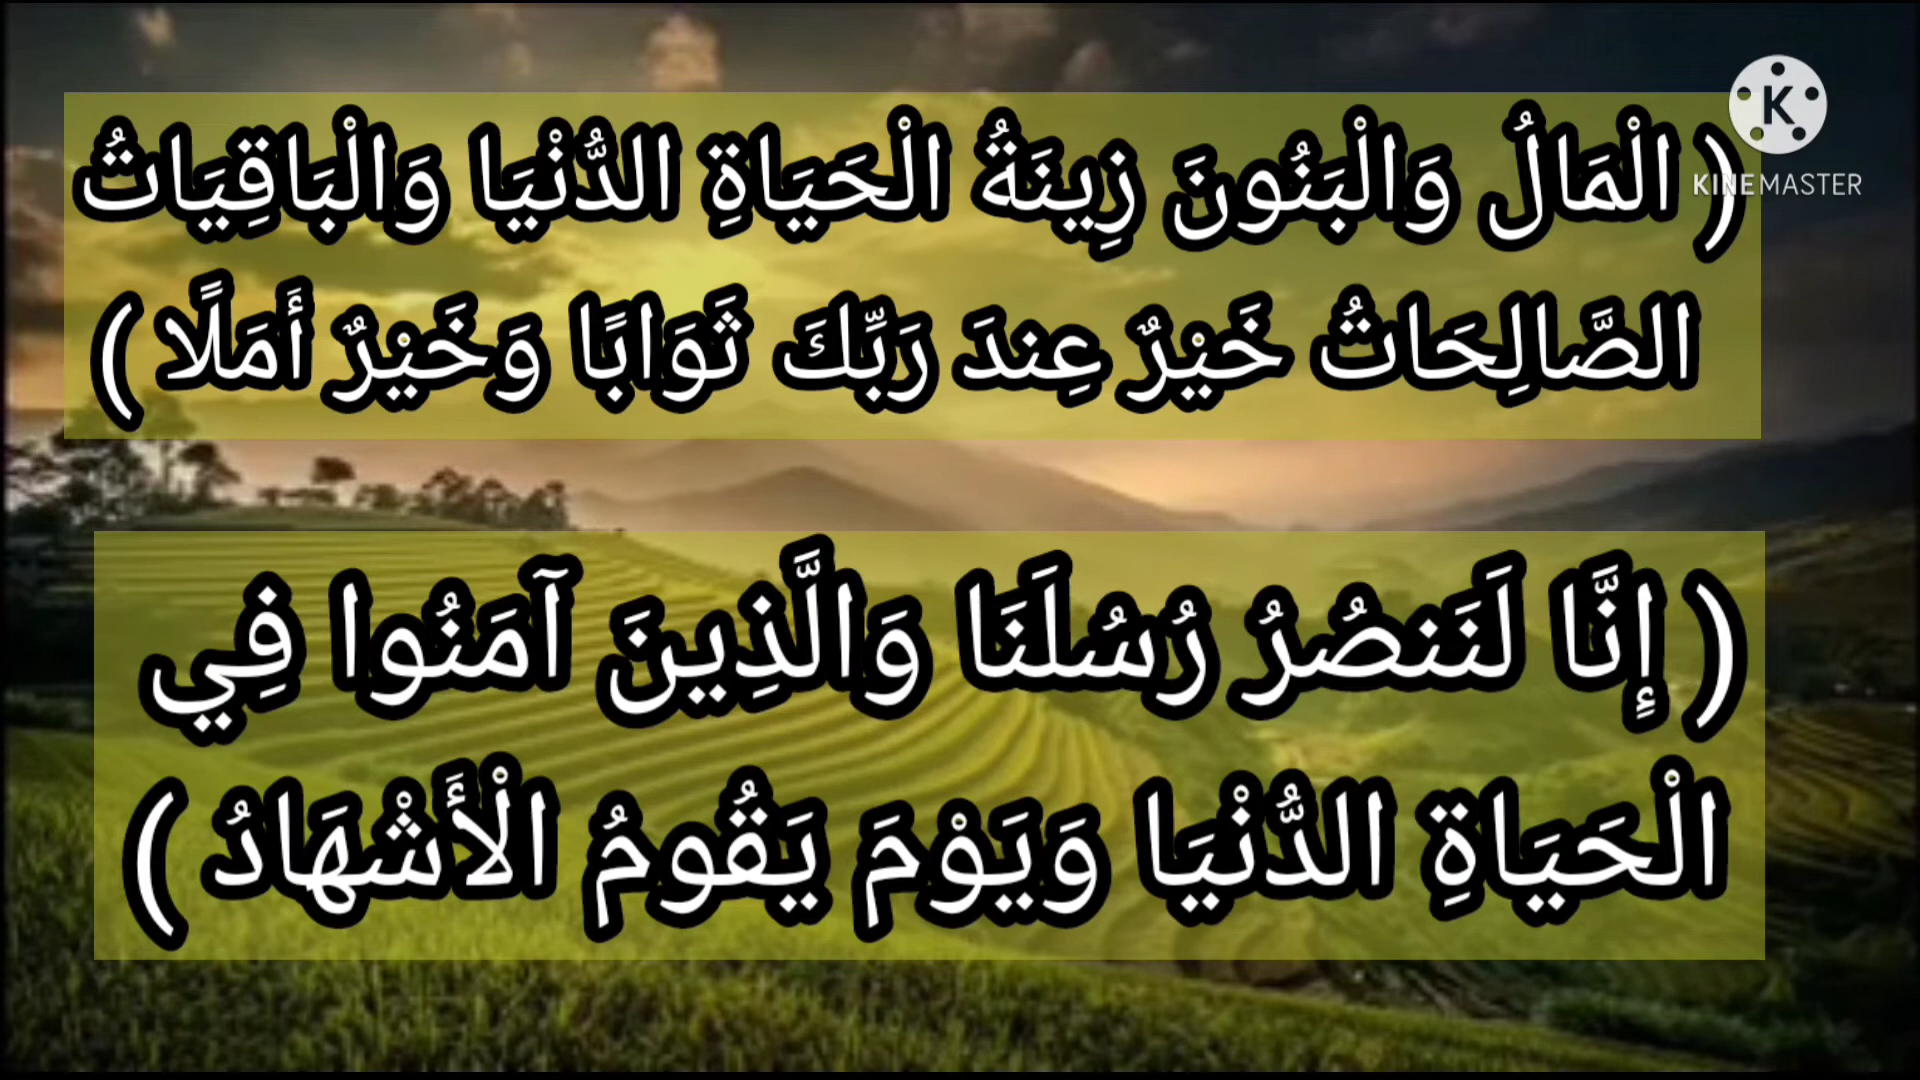 ( الْمَالُ وَالْبَنُونَ زِينَةُ الْحَيَاةِ الدُّنْيَا وَالْبَاقِيَاتُ
الصَّالِحَاتُ خَيْرٌ عِندَ رَبِّكَ ثَوَابًا وَخَيْرٌ أَمَلًا )
K
KINEMASTER
( إِنَّا لَنَنصُرُ رُسُلَنَا وَالَّذِينَ آمَنُوا فِي
الْحَيَاةِ الدُّنْيَا وَيَوْمَ يَقُومُ الْأَشْهَادُ )